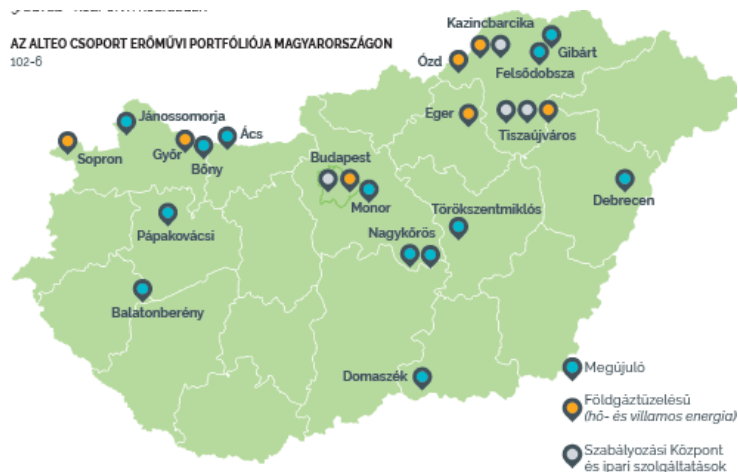 AZ ALTEO CSOPORT ERŐMŰVI PORTFÓLIÓJA MAGYARORSZÁGON
102-6
Kazincbarcika
Ózd
Gibárt
Felsődobsza
Eger
Tiszaújváros
Jánossomorja
Ács
Sopron
Győr
Bőny
Budapest
Monor
Debrecen
Törökszentmiklós
Pápakovácsi
Nagykőrös
Balatonberény
Domaszék
Megújuló
Földgáztüzelésű
(hő- és villamos energia)
Szabályozási Központ
és ipari szolgáltatások